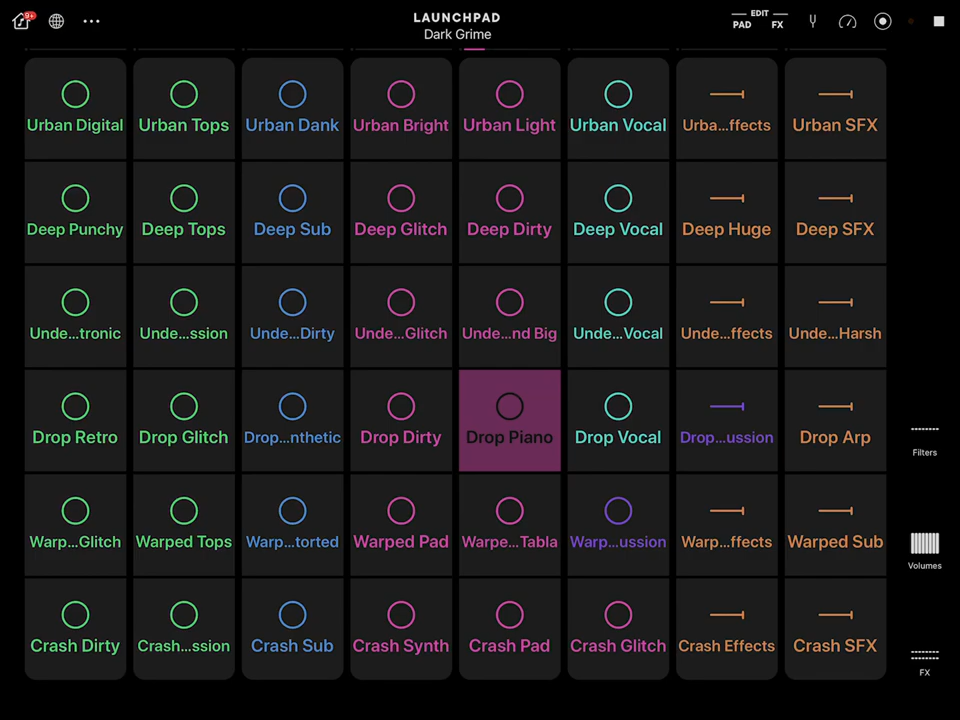 9+
LAUNCHPAD
Dark Grime
EDIT
PAD FX
Urban Digital
Urban Tops
Urban Dank
Urban Bright
Urban Light
Urban Vocal
Urba...ffects
Urban SFX
Deep Punchy
Deep Tops
Deep Sub
Deep Glitch
Deep Dirty
Deep Vocal
Deep Huge
Deep SFX
Unde...tronic
Unde...ssion
Unde...Dirty
Unde...Glitch
Unde...nd Big
Unde...Vocal
Unde...ffects
Unde...Harsh
Drop Retro
Drop Glitch
Drop...nthetic
Drop Dirty
Drop Piano
Drop Vocal
Drop...ussion
Drop Arp
Filters
Warp...Glitch
Warped Tops
Warp...torted
Warped Pad
Warpe...Tabla
Warp...ussion
Warp...ffects
Warped Sub
Volumes
Crash Dirty
Crash...ssion
Crash Sub
Crash Synth
Crash Pad
Crash Glitch
Crash Effects
Crash SFX
FX